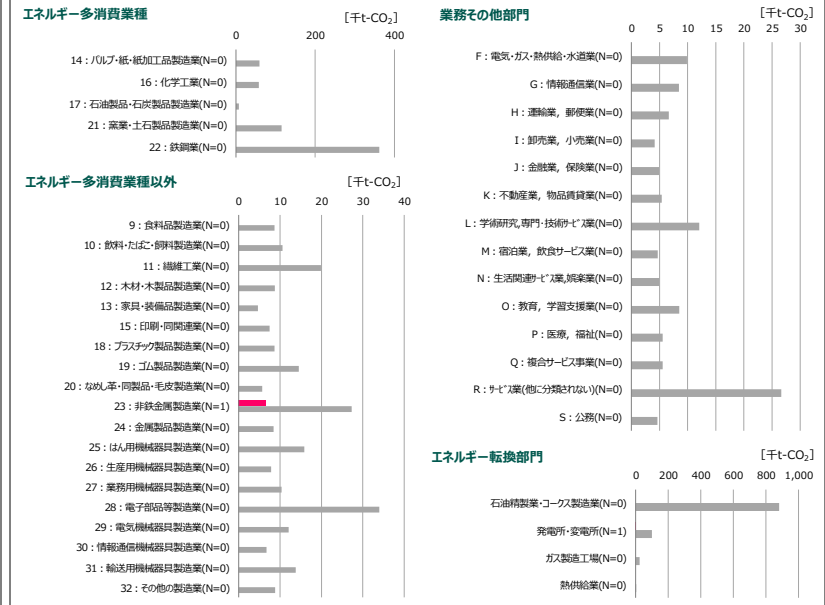 エネルギー多消費業種
[千t-CO₂]
0 200 400
14：パルプ・紙・紙加工品製造業(N=0)
16：化学工業(N=0)
17：石油製品・石炭製品製造業(N=0)
21：窯業・土石製品製造業(N=0)
22：鉄鋼業(N=0)
エネルギー多消費業種以外
[千t-CO₂]
0 10 20 30 40
9：食料品製造業(N=0)
10：飲料・たばこ・飼料製造業(N=0)
11：繊維工業(N=0)
12：木材・木製品製造業(N=0)
13：家具・装備品製造業(N=0)
15：印刷・同関連業(N=0)
18：プラスチック製品製造業(N=0)
19：ゴム製品製造業(N=0)
20：なめし革・同製品・毛皮製造業(N=0)
23：非鉄金属製造業(N=1)
24：金属製品製造業(N=0)
25：はん用機械器具製造業(N=0)
26：生産用機械器具製造業(N=0)
27：業務用機械器具製造業(N=0)
28：電子部品等製造業(N=0)
29：電気機械器具製造業(N=0)
30：情報通信機械器具製造業(N=0)
31：輸送用機械器具製造業(N=0)
32：その他の製造業(N=0)
業務その他部門
[千t-CO₂]
0 5 10 15 20 25 30
F：電気・ガス・熱供給・水道業(N=0)
G：情報通信業(N=0)
H：運輸業，郵便業(N=0)
I：卸売業，小売業(N=0)
J：金融業，保険業(N=0)
K：不動産業，物品賃貸業(N=0)
L：学術研究,専門・技術ｻｰﾋﾞｽ業(N=0)
M：宿泊業，飲食サービス業(N=0)
N：生活関連ｻｰﾋﾞｽ業,娯楽業(N=0)
O：教育，学習支援業(N=0)
P：医療，福祉(N=0)
Q：複合サービス事業(N=0)
R：ｻｰﾋﾞｽ業(他に分類されない)(N=0)
S：公務(N=0)
エネルギー転換部門
[千t-CO₂]
0 200 400 600 800 1,000
石油精製業・コークス製造業(N=0)
発電所・変電所(N=1)
ガス製造工場(N=0)
熱供給業(N=0)